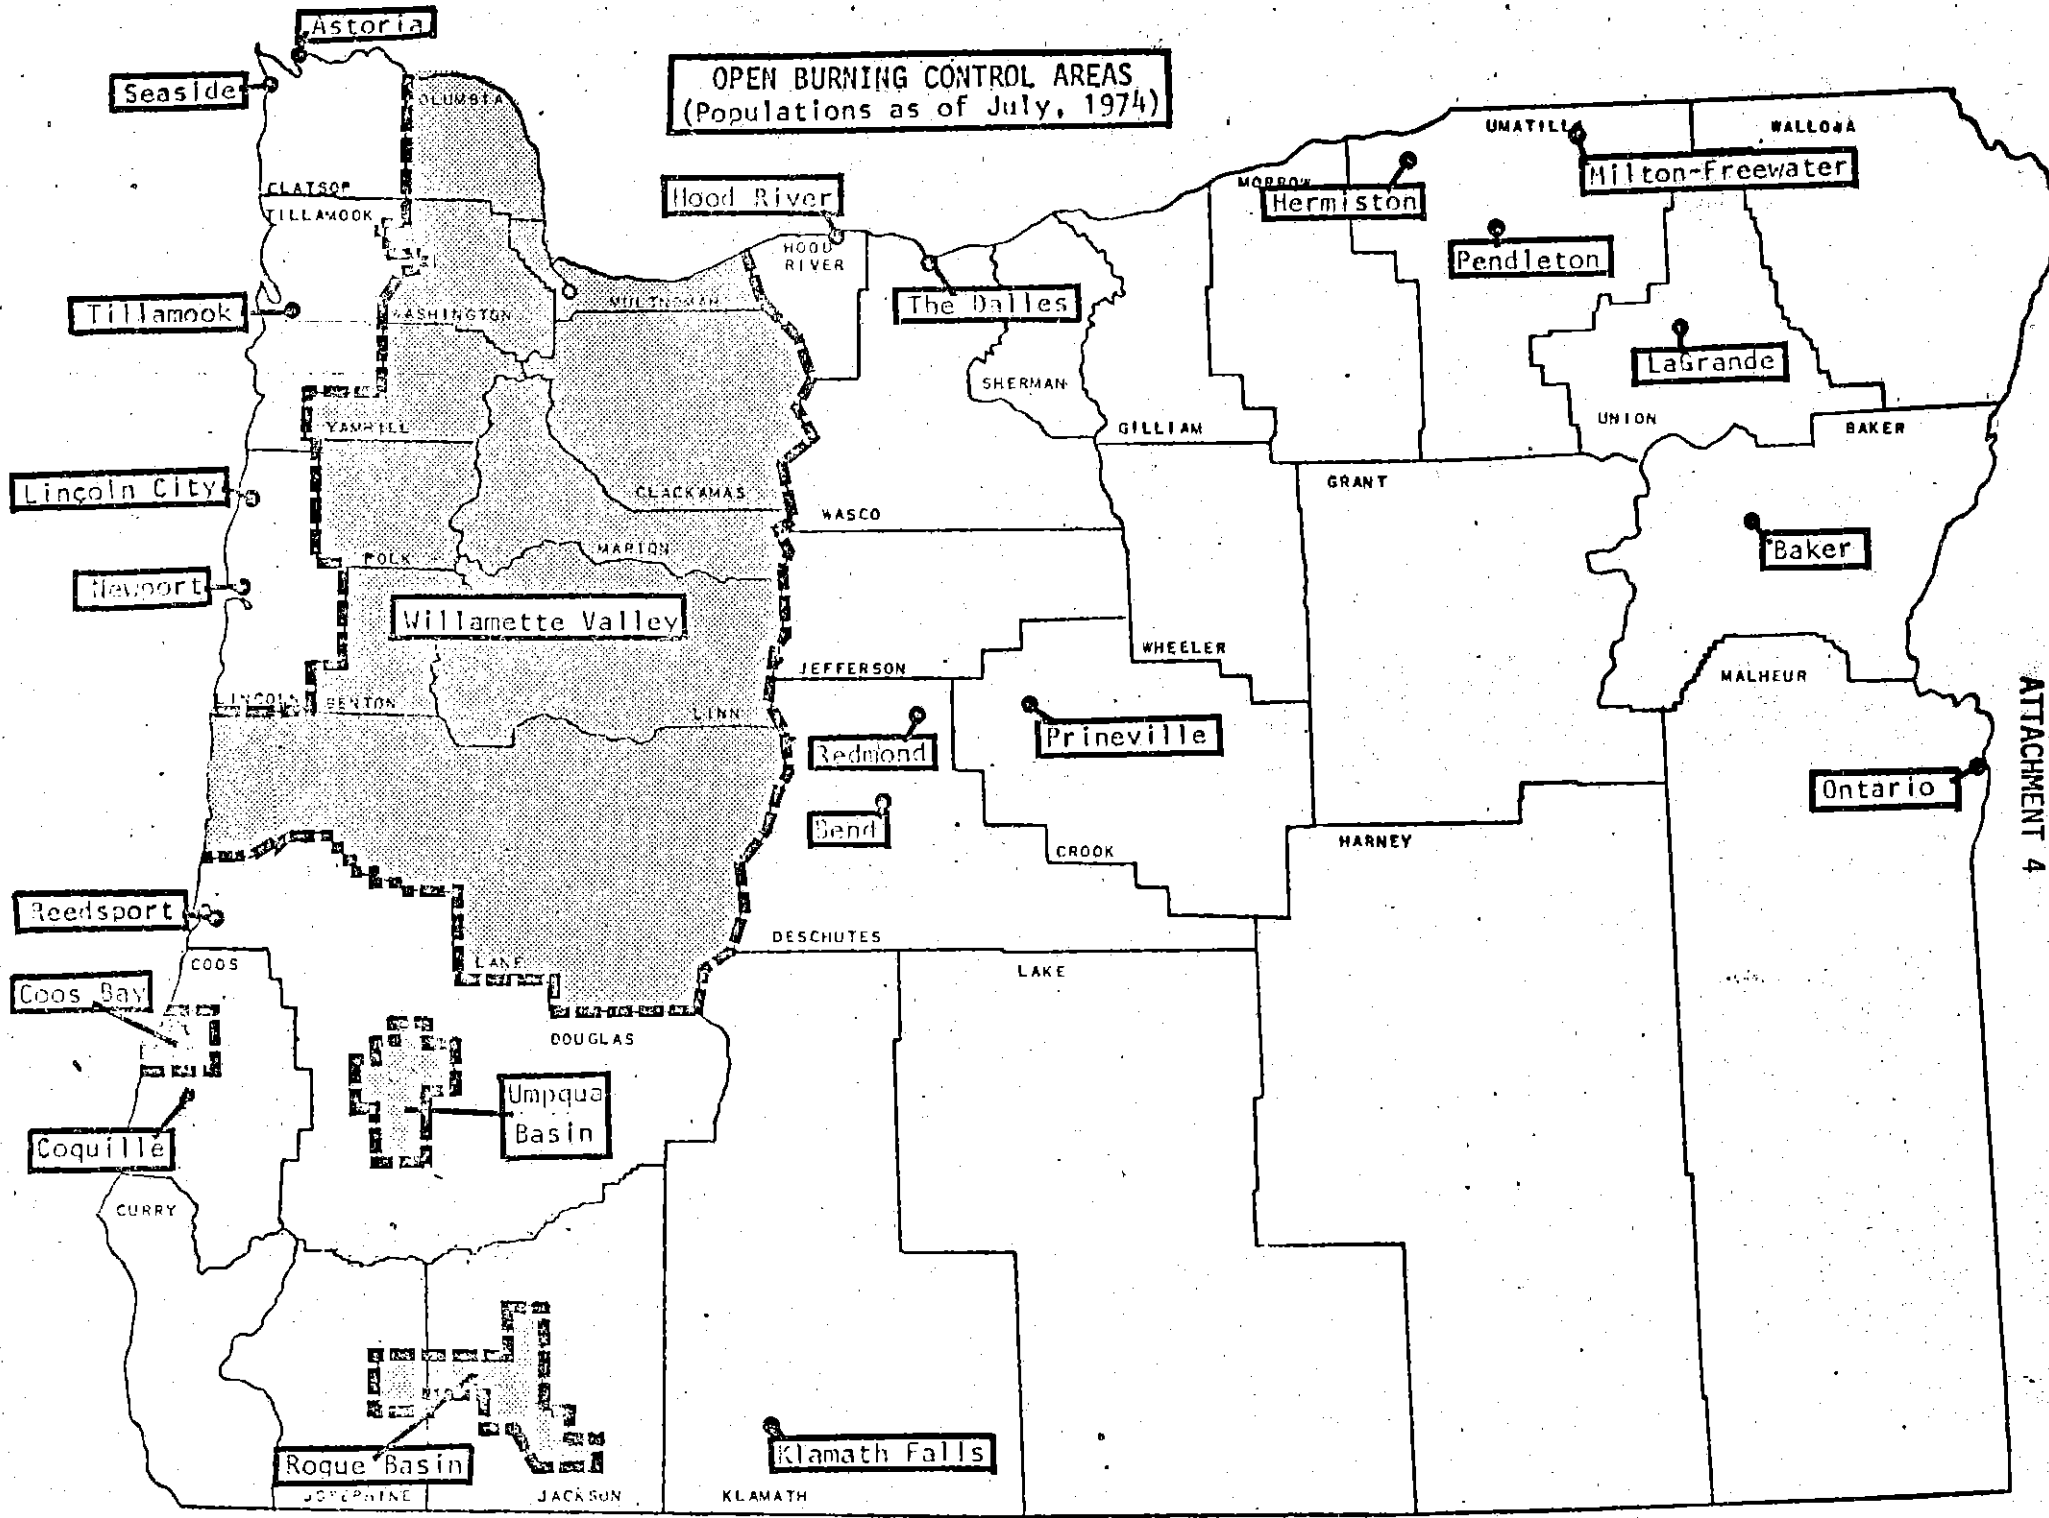 Astoria
Seaside
OPEN BURNING CONTROL AREAS
(Populations as of July, 1974)
OLUMBIA
UMATILLA
WALLOWA
Milton-Freewater
CLATSOP
TILLAMOOK
Hood River
MORROW
Hermiston
HOOD
RIVER
Pendleton
Tillamook
WASHINGTON
MULTNOMAH
The Dalles
LaGrande
SHERMAN
YAMHILL
GILLIAM
UNION
BAKER
Lincoln City
CLACKAMAS
WASCO
GRANT
Baker
POLK
MARION
Newport
Willamette Valley
WHEELER
JEFFERSON
MALHEUR
LINCOLN
BENTON
LINN
Redmond
Prineville
ATTACHMENT 4
Ontario
Bend
CROOK
HARNEY
Reedsport
DESCHUTES
LANE
LAKE
COOS
Coos Bay
DOUGLAS
Umpqua
Basin
Coquille
CURRY
Rogue Basin
Klamath Falls
JOSEPHINE
JACKSON
KLAMATH